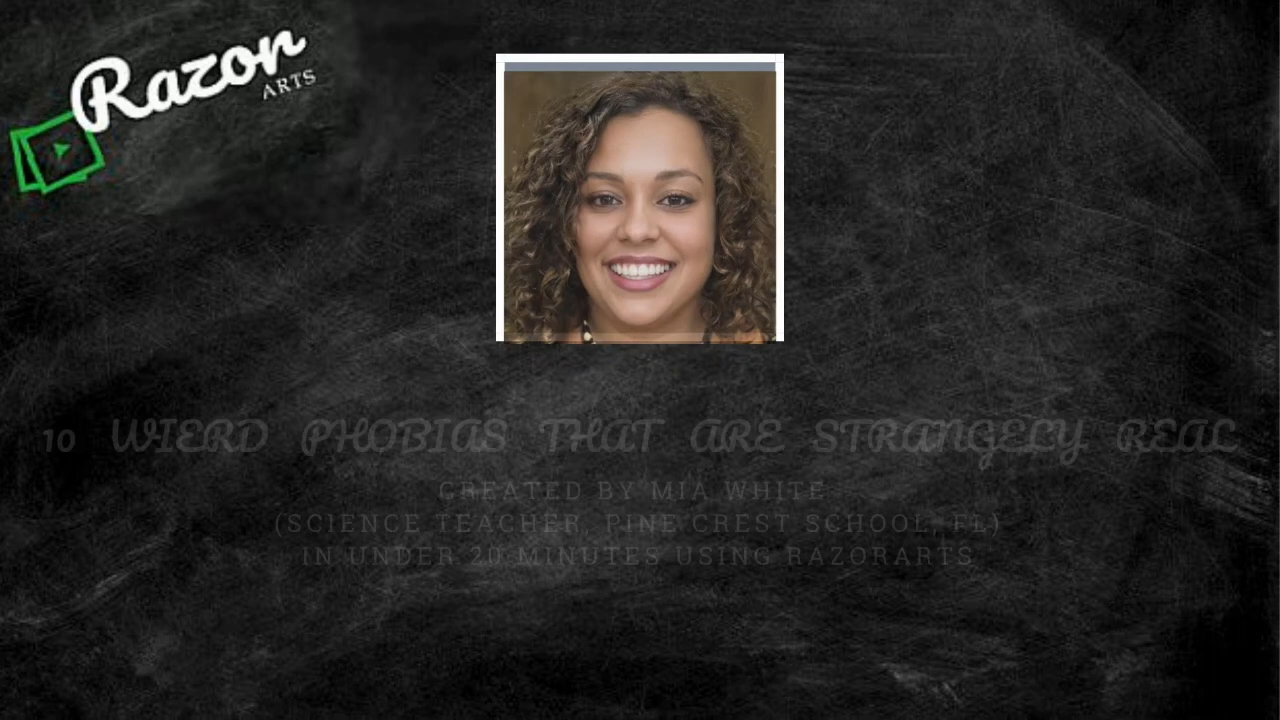 Razor
ARTS
10 WIERD PHOBIAS THAT ARE STRANGELY REAL
CREATED BY MIA WHITE
(SCIENCE TEACHER, PINE CREST SCHOOL, FL)
IN UNDER 20 MINUTES USING RAZORARTS